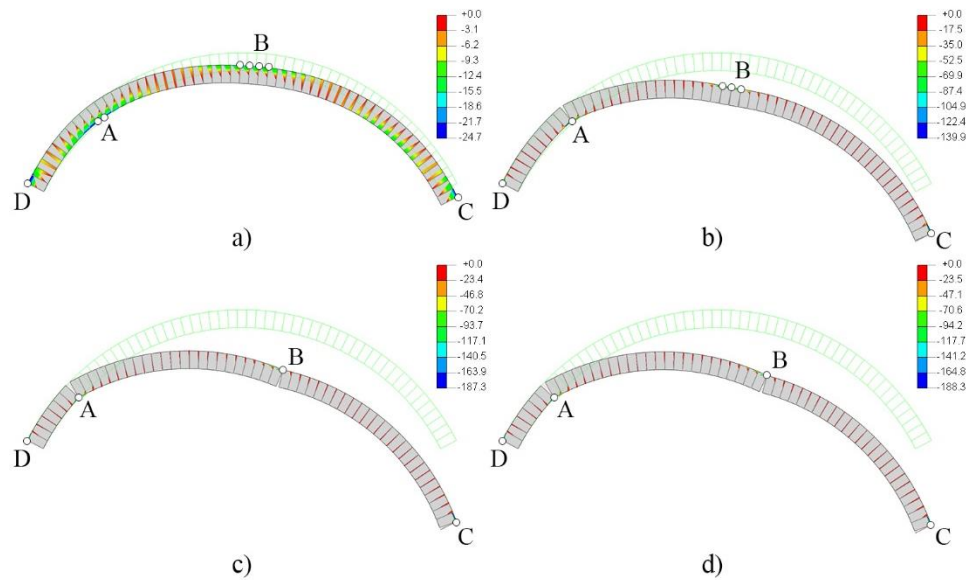 +0.0
-3.1
-6.2
-9.3
-12.4
-15.5
-18.6
-21.7
-24.7
B
A
D
C
a)
+0.0
-17.5
-35.0
-52.5
-69.9
-87.4
-104.9
-122.4
-139.9
B
A
D
C
b)
+0.0
-23.4
-46.8
-70.2
-93.7
-117.1
-140.5
-163.9
-187.3
B
A
D
C
c)
+0.0
-23.5
-47.1
-70.6
-94.1
-117.7
-141.2
-164.8
-188.3
B
A
D
C
d)